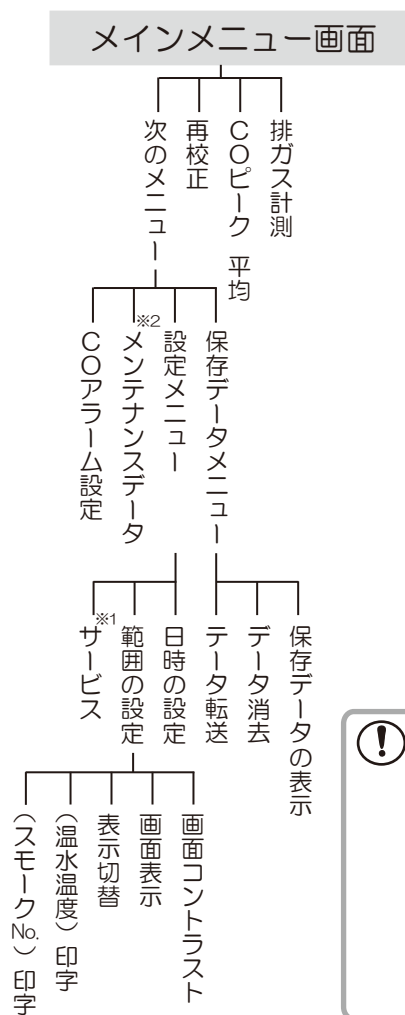 メインメニュー画面
排ガス計測
COピーク 平均
再校正
次のメニュー
保存データメニュー
設定メニュー
※2
メンテナンスデータ
COアラーム設定
保存データの表示
データ消去
テータ転送
日時の設定
範囲の設定
※1
サービス
画面コントラスト
画面表示
表示切替
(温水温度) 印字
(スモークNo.) 印字